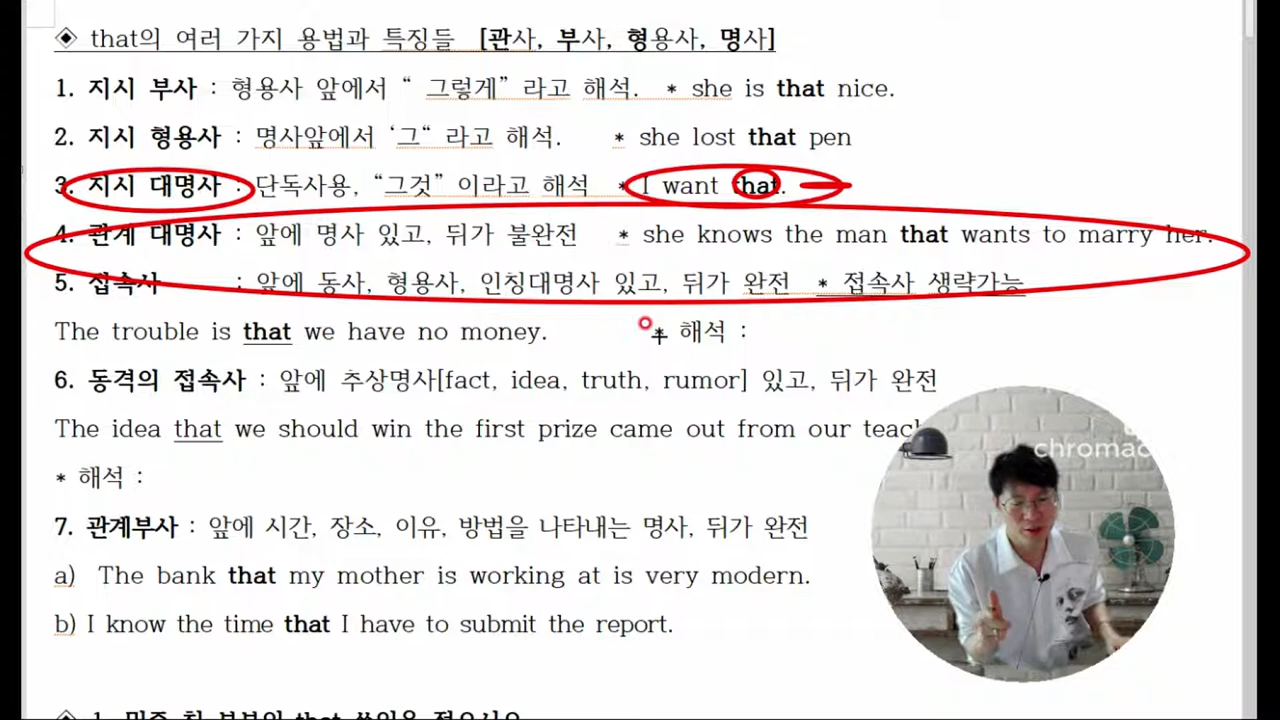 ◈ that의 여러 가지 용법과 특징들 [관사, 부사, 형용사, 명사]
1. 지시 부사 : 형용사 앞에서 “ 그렇게” 라고 해석. * she is that nice.
2. 지시 형용사 : 명사앞에서 ‘그“ 라고 해석. * she lost that pen
3. 지시 대명사 : 단독사용, “그것” 이라고 해석 * I want that.
4. 관계 대명사 : 앞에 명사 있고, 뒤가 불완전 * she knows the man that wants to marry her.
5. 접속사 : 앞에 동사, 형용사, 인칭대명사 있고, 뒤가 완전 * 접속사 생략가능
The trouble is that we have no money. * 해석 :
6. 동격의 접속사 : 앞에 추상명사[fact, idea, truth, rumor] 있고, 뒤가 완전
The idea that we should win the first prize came out from our
* 해석 :
7. 관계부사 : 앞에 시간, 장소, 이유, 방법을 나타내는 명사, 뒤가 완전
a) The bank that my mother is working at is very modern.
b) I know the time that I have to submit the report.